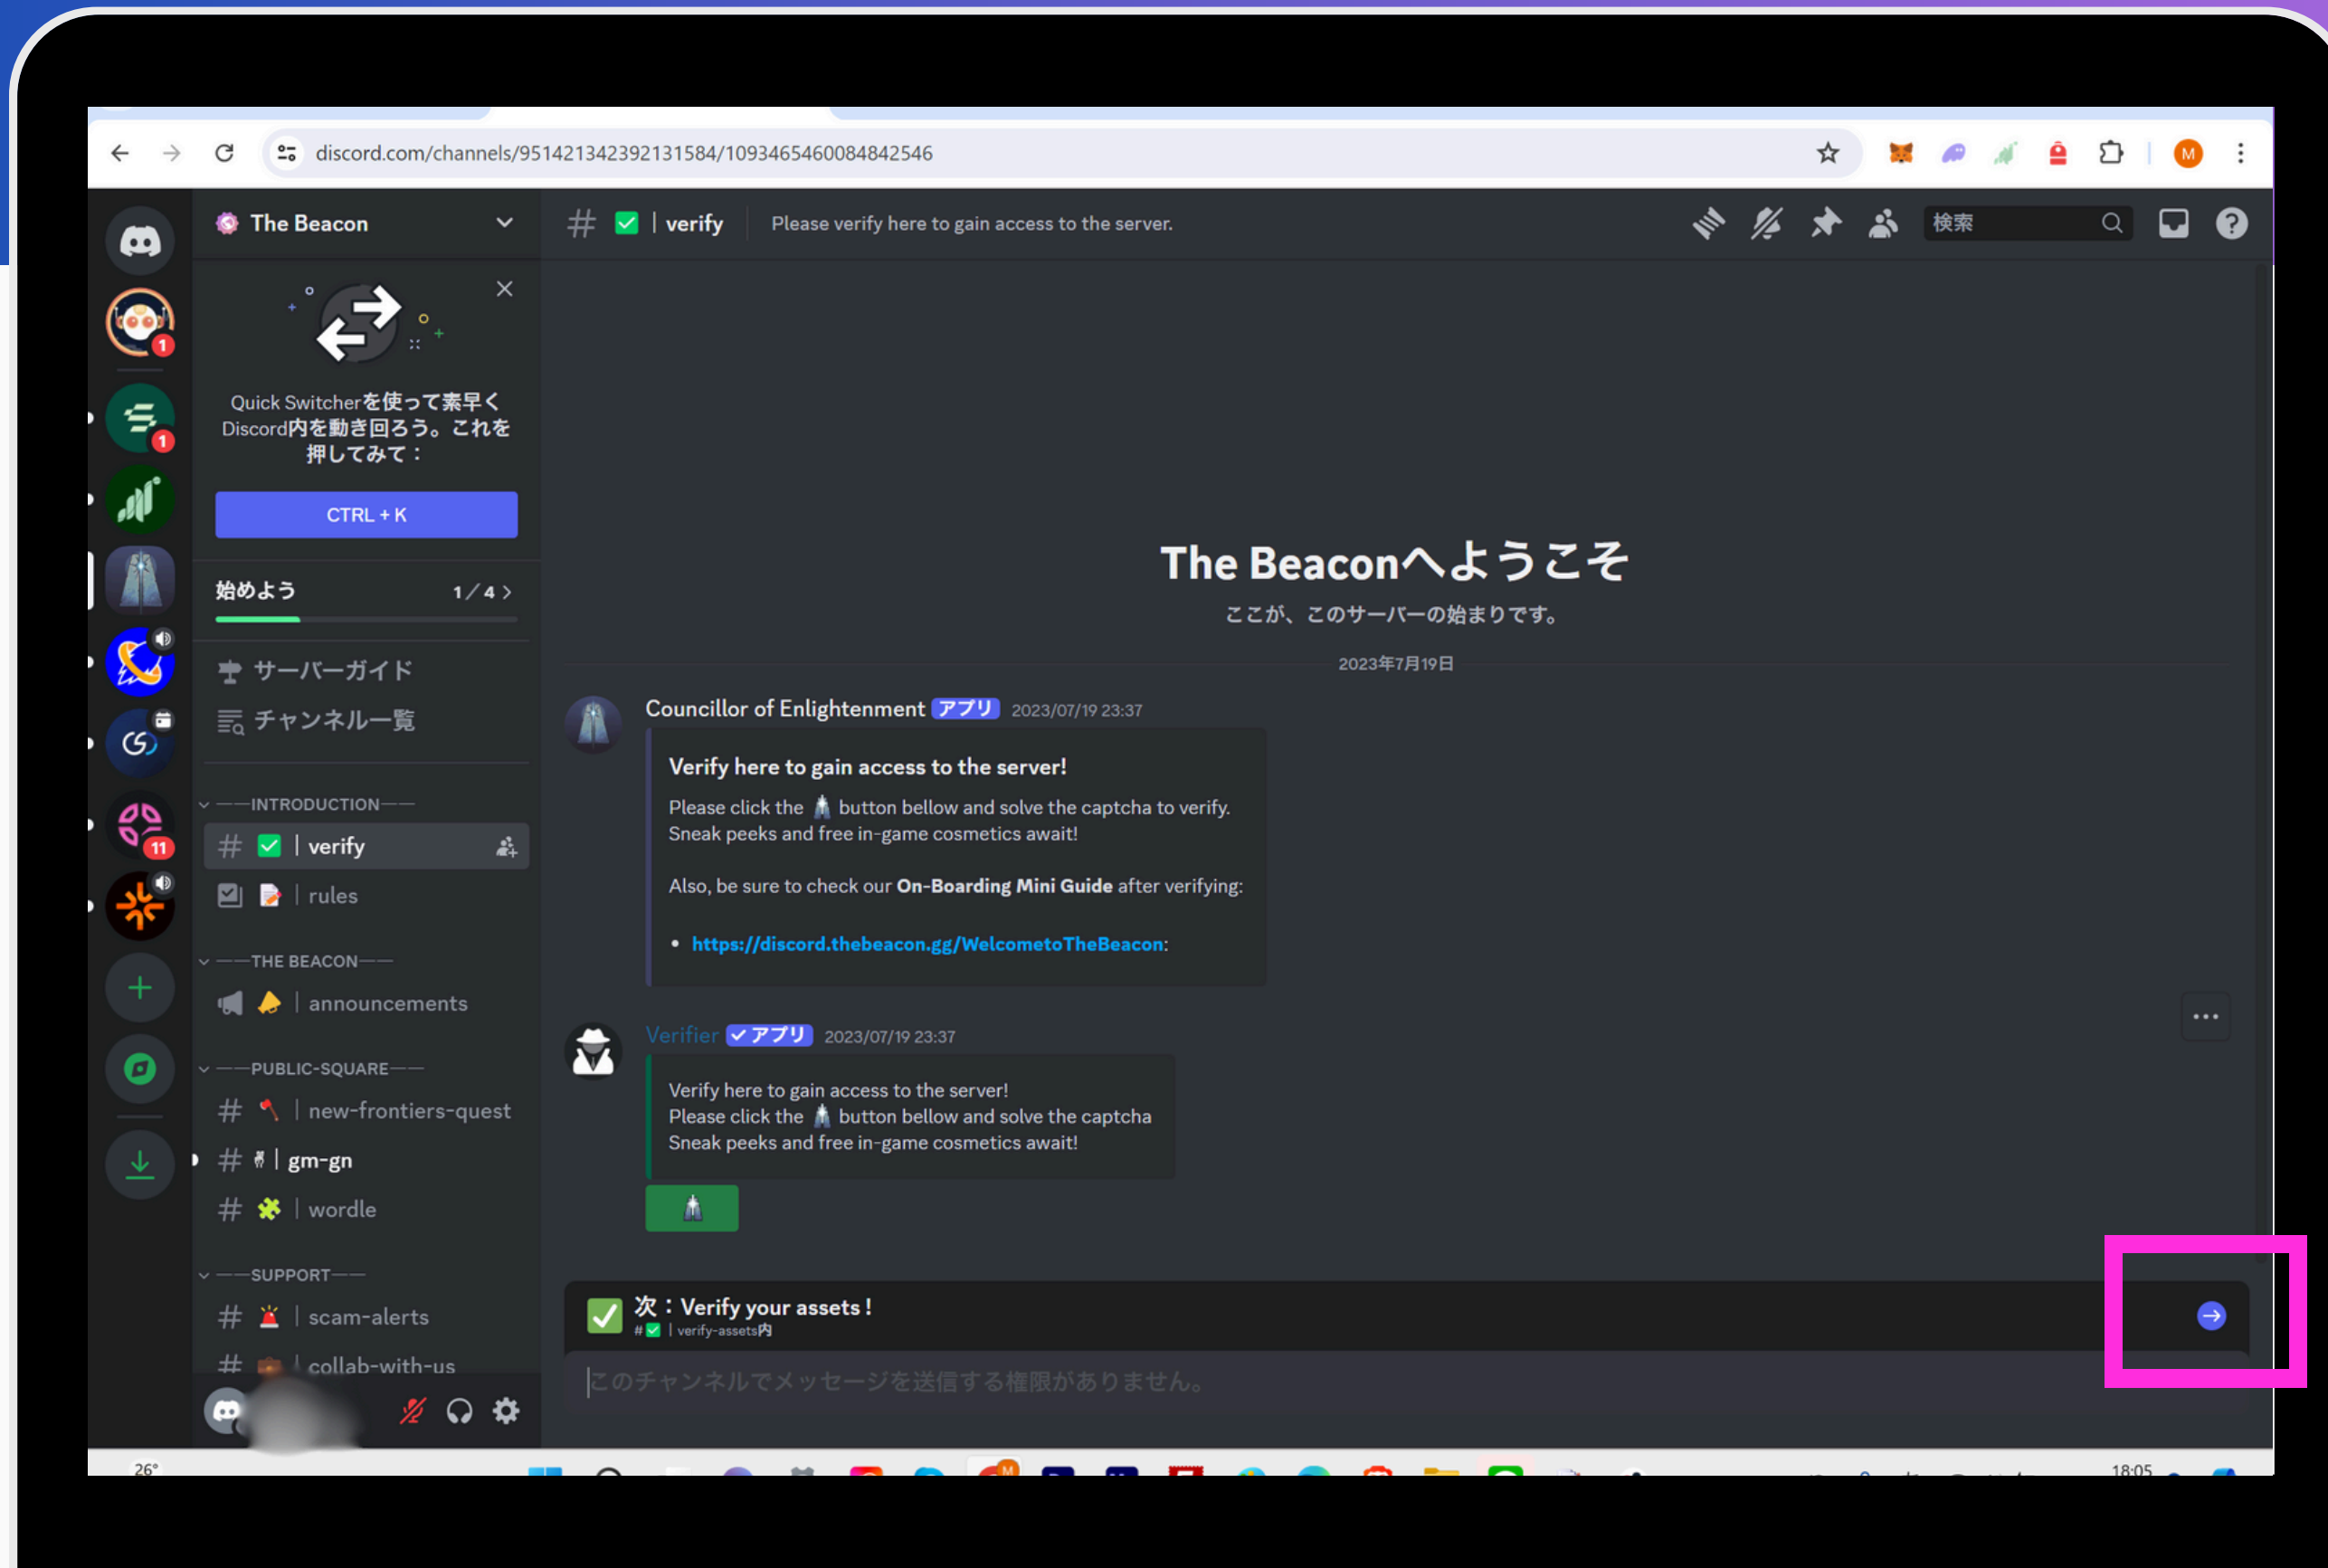 discord.com/channels/951421342392131584/1093465460084842546
M
The Beacon
verify
Please verify here to gain access to the server.
検索
1
Quick Switcherを使って素早く
Discord内を動き回ろう。これを
押してみて：
1
CTRL + K
The Beaconへようこそ
ここが、このサーバーの始まりです。
始めよう
1/4
2023年7月19日
サーバーガイド
チャンネル一覧
Councillor of Enlightenment アプリ 2023/07/19 23:37
Verify here to gain access to the server!
Please click the button bellow and solve the captcha to verify.
Sneak peeks and free in-game cosmetics await!
Also, be sure to check our On-Boarding Mini Guide after verifying:
• https://discord.thebeacon.gg/WelcometoTheBeacon:
——INTRODUCTION——
# | verify
11
| rules
——THE BEACON——
| announcements
Verifier アプリ 2023/07/19 23:37
Verify here to gain access to the server!
Please click the button bellow and solve the captcha
Sneak peeks and free in-game cosmetics await!
——PUBLIC-SQUARE——
# | new-frontiers-quest
# | gm-gn
# | wordle
——SUPPORT——
# | scam-alerts
# | collab-with-us
次：Verify your assets !
# | verify-assets内
このチャンネルでメッセージを送信する権限がありません。
26°
18:05